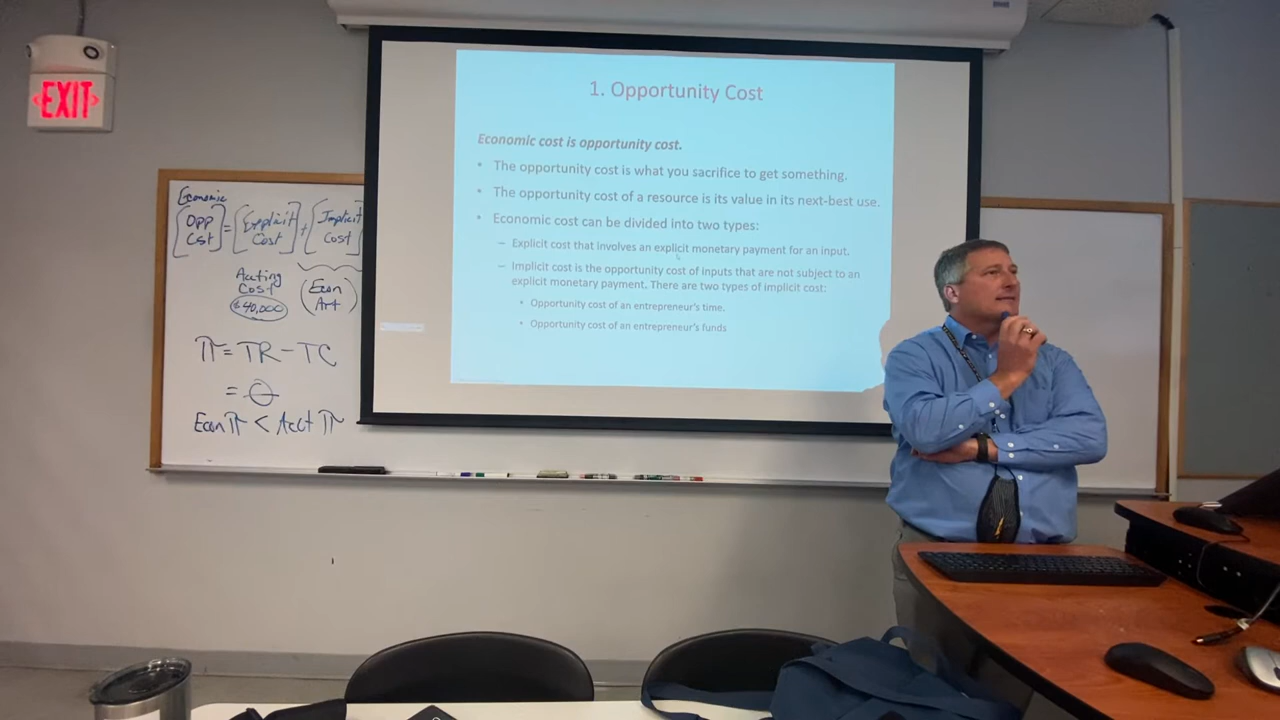 EXIT
Economic
[Opp Cst] = [Explicit Cost] + [Implicit Cost]
Accting Cost
$40,000
(Econ Art)
π = TR - TC
= ⊖
Econ π < Acct π
1. Opportunity Cost
Economic cost is opportunity cost.
• The opportunity cost is what you sacrifice to get something.
• The opportunity cost of a resource is its value in its next-best use.
• Economic cost can be divided into two types:
– Explicit cost that involves an explicit monetary payment for an input.
– Implicit cost is the opportunity cost of inputs that are not subject to an
explicit monetary payment. There are two types of implicit cost:
• Opportunity cost of an entrepreneur's time.
• Opportunity cost of an entrepreneur's funds